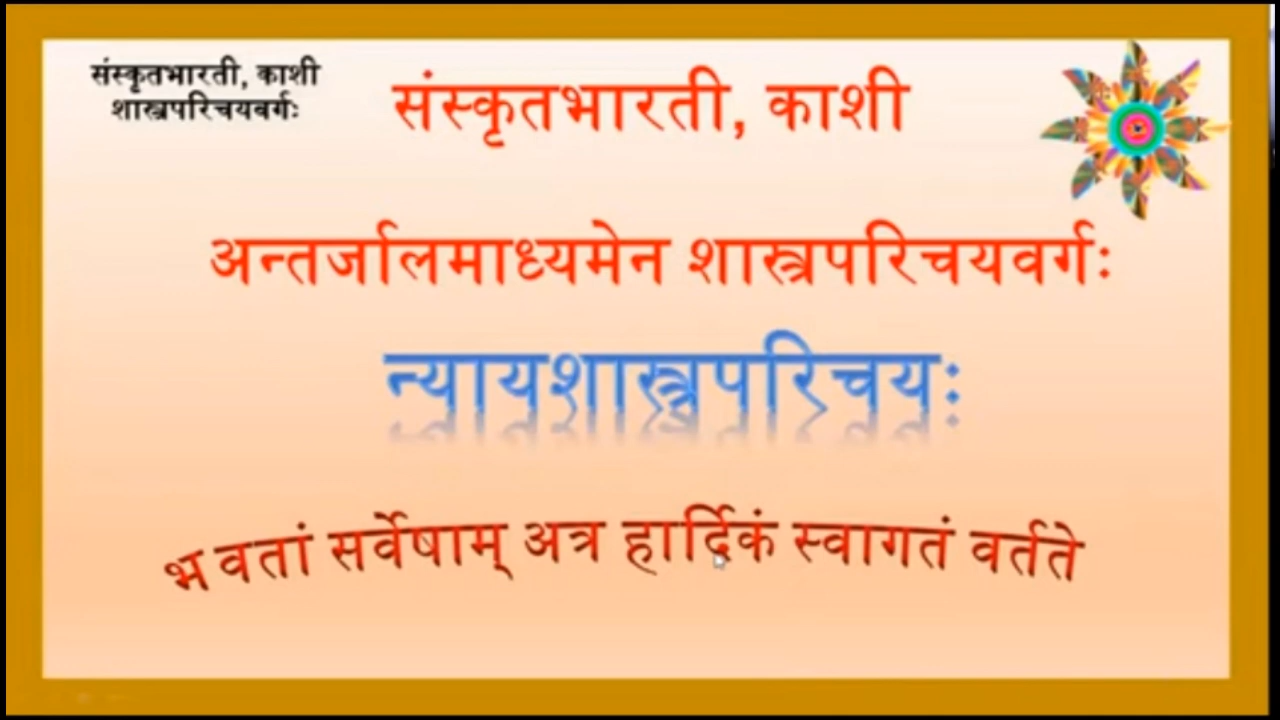 संस्कृतभारती, काशी
शास्त्रपरिचयवर्गः
संस्कृतभारती, काशी
अन्तर्जालमाध्यमेन शास्त्रपरिचयवर्गः
न्यायशास्त्रपरिचयः
भवतां सर्वेषाम् अत्र हार्दिकं स्वागतं वर्तते